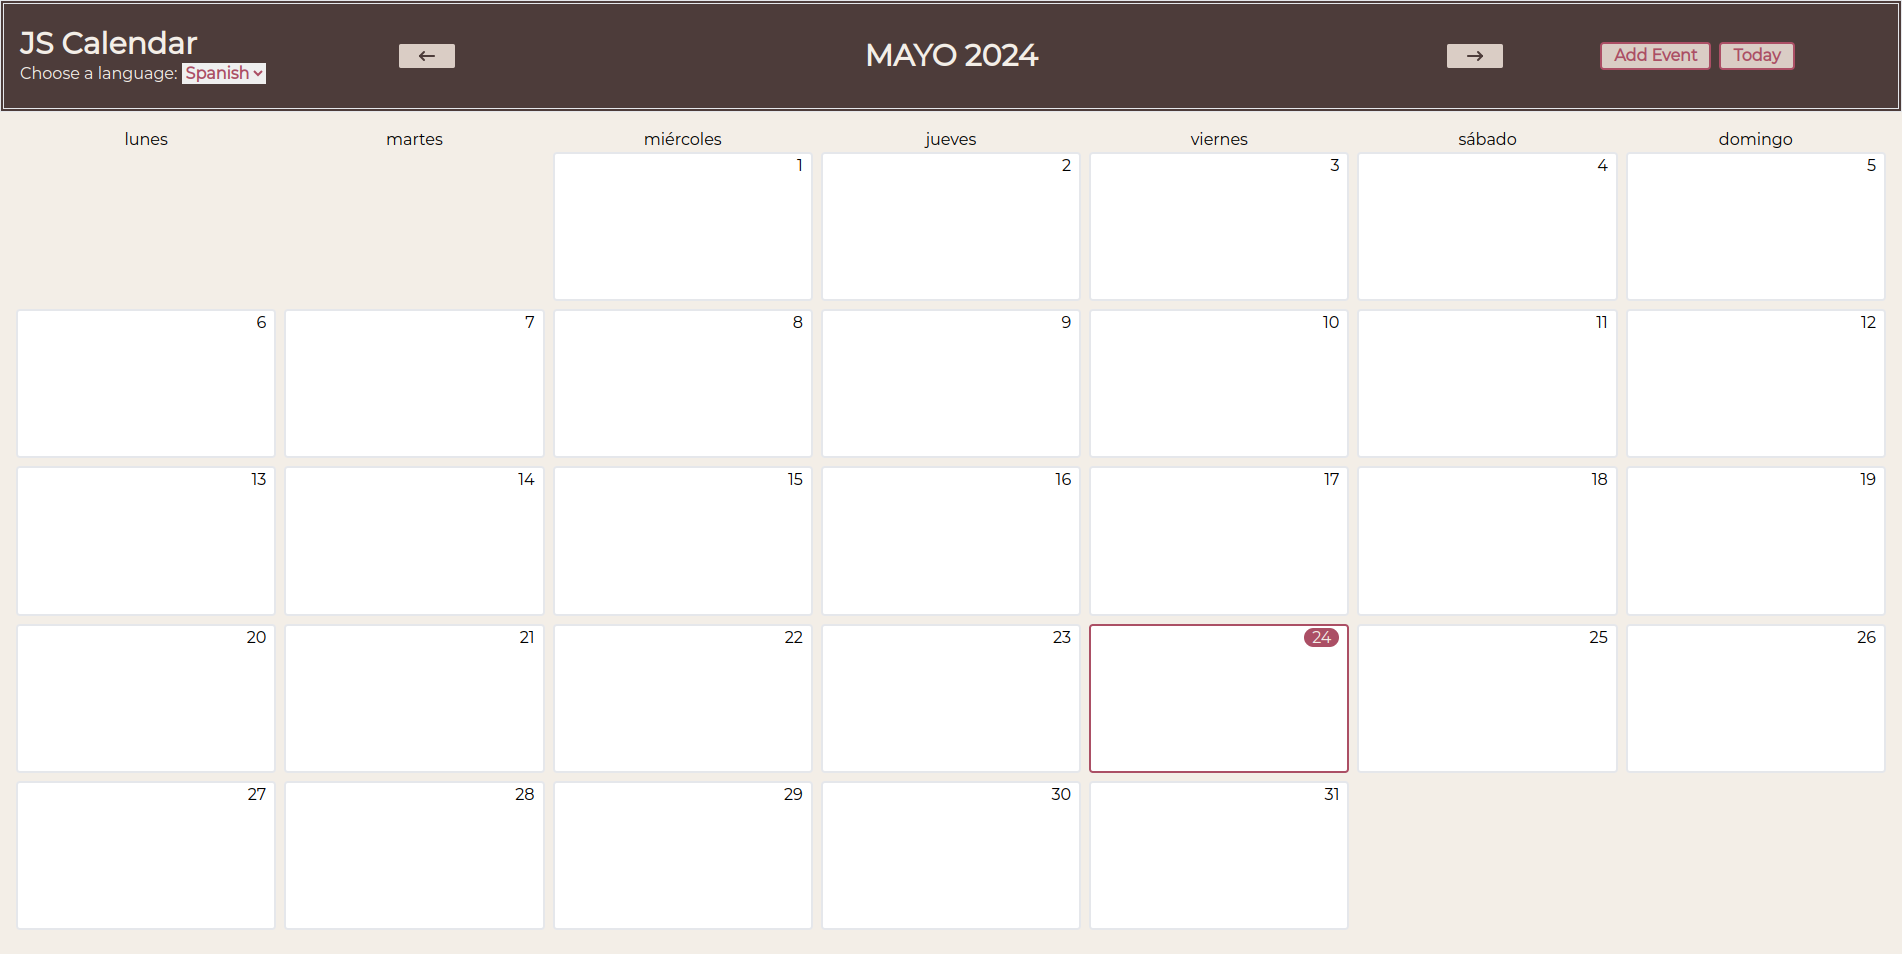 JS Calendar
Choose a language: Spanish
←
MAYO 2024
→
Add Event
Today
lunes martes miércoles jueves viernes sábado domingo
1 2 3 4 5
6 7 8 9 10 11 12
13 14 15 16 17 18 19
20 21 22 23 24 25 26
27 28 29 30 31